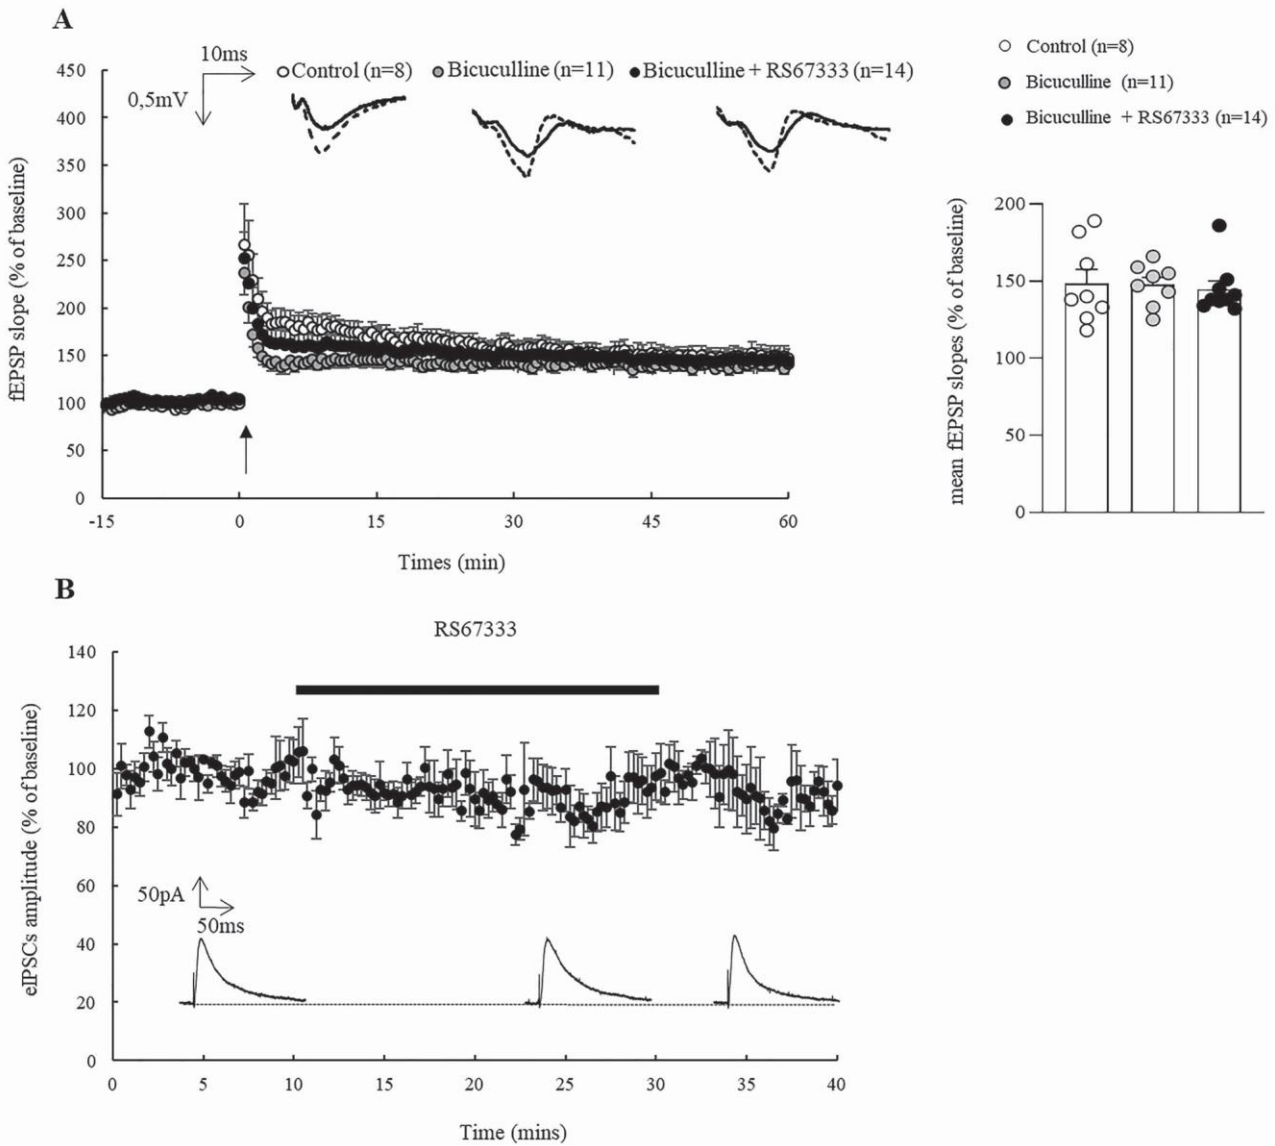 A
10ms
0,5mV
Control (n=8) Bicuculline (n=11) Bicuculline + RS67333 (n=14)
450
400
350
300
250
200
150
100
50
0
fEPSP slope (% of baseline)
-15 0 15 30 45 60
Times (min)
Control (n=8)
Bicuculline (n=11)
Bicuculline + RS67333 (n=14)
200
150
100
50
0
mean fEPSP slopes (% of baseline)
B
RS67333
140
120
100
80
60
40
20
0
eIPSCs amplitude (% of baseline)
50pA
50ms
0 5 10 15 20 25 30 35 40
Time (mins)